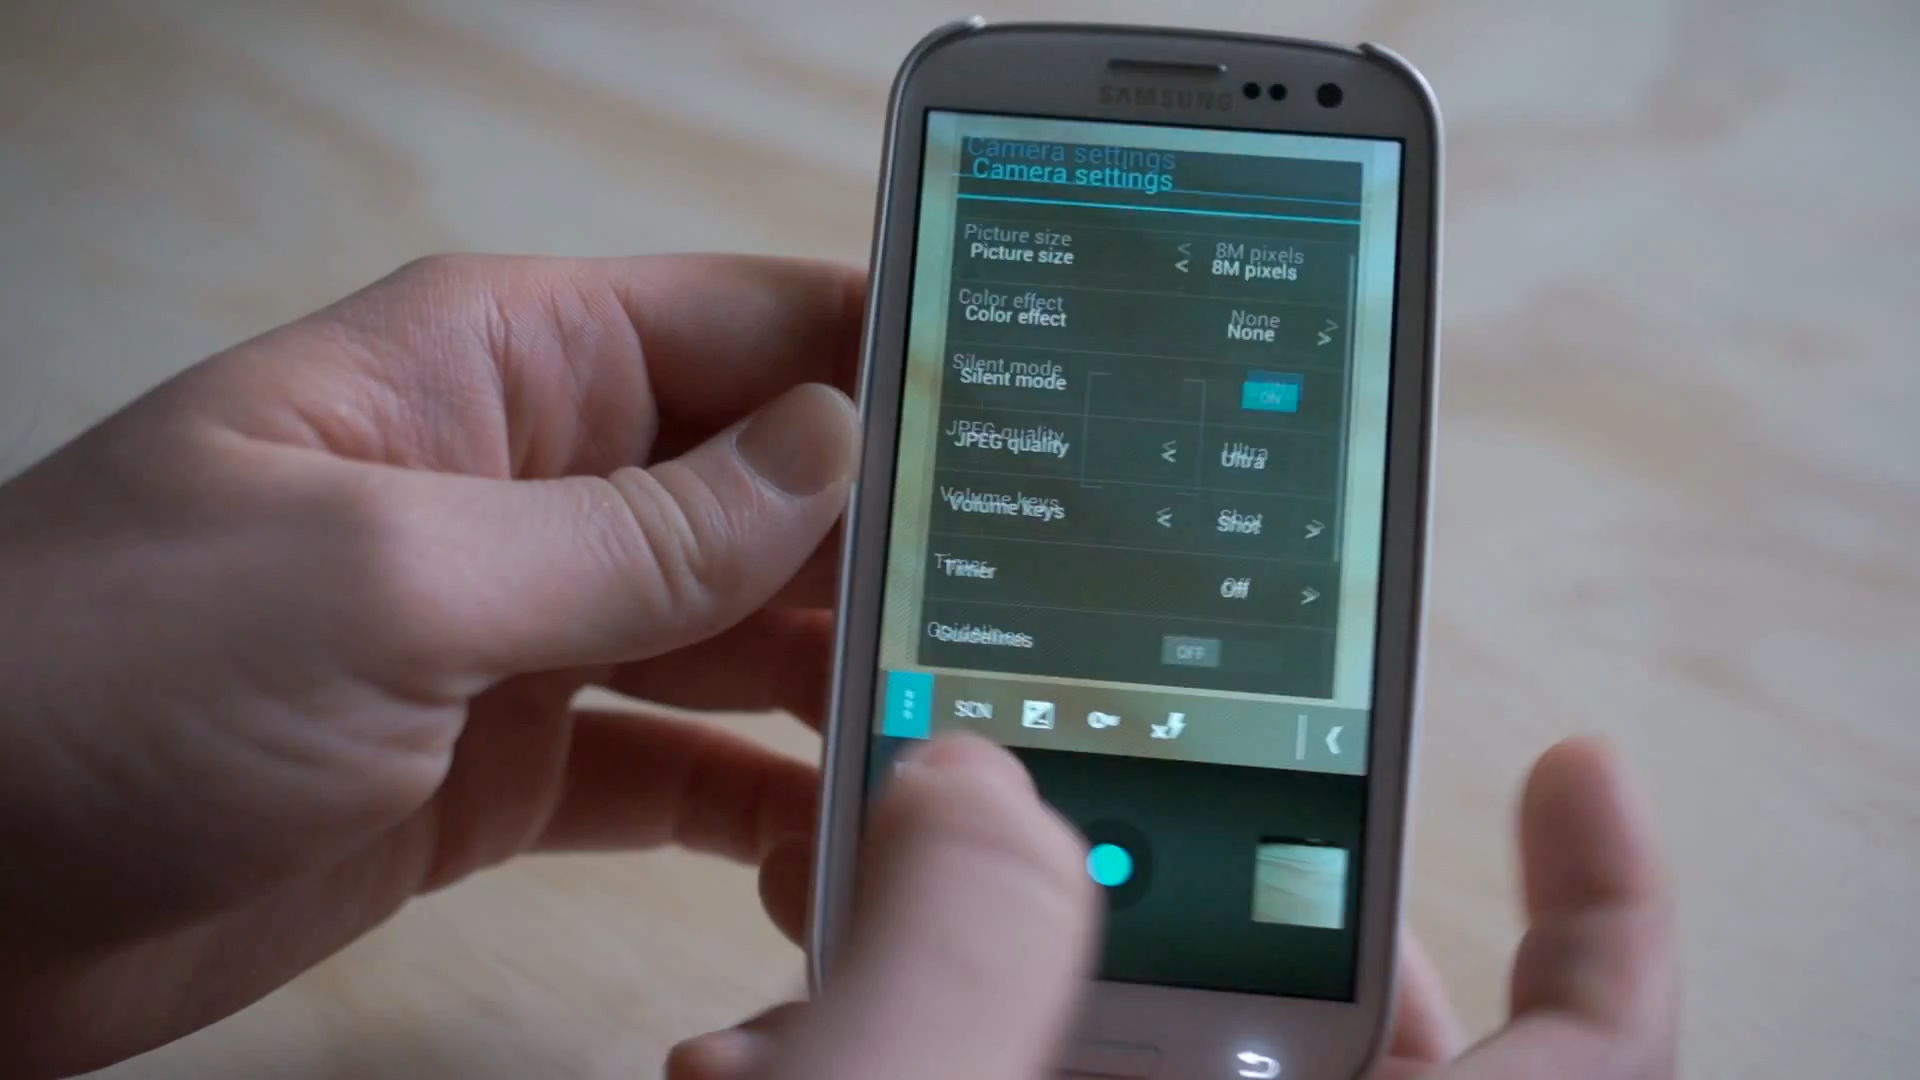 SAMSUNG
Camera settings
Picture size < 8M pixels
Color effect None >
Silent mode ON
JPEG quality < Ultra
Volume keys < Shot >
Timer Off >
Guidelines OFF
SCN